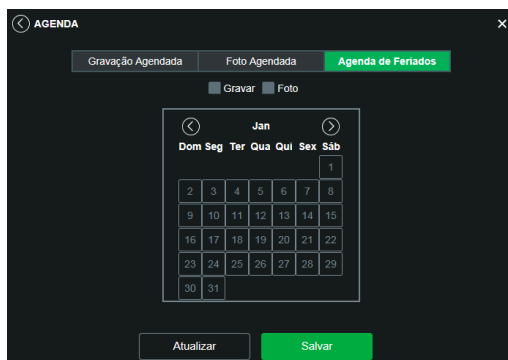 AGENDA
Gravação Agendada Foto Agendada Agenda de Feriados
Gravar Foto
Jan
Dom Seg Ter Qua Qui Sex Sáb
1
2 3 4 5 6 7 8
9 10 11 12 13 14 15
16 17 18 19 20 21 22
23 24 25 26 27 28 29
30 31
Atualizar Salvar